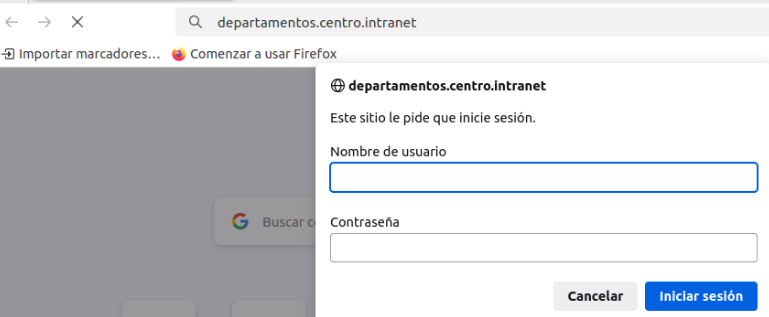 departamentos.centro.intranet
Importar marcadores... Comenzar a usar Firefox
departamentos.centro.intranet
Este sitio le pide que inicie sesión.
Nombre de usuario
Buscar
Contraseña
Cancelar Iniciar sesión